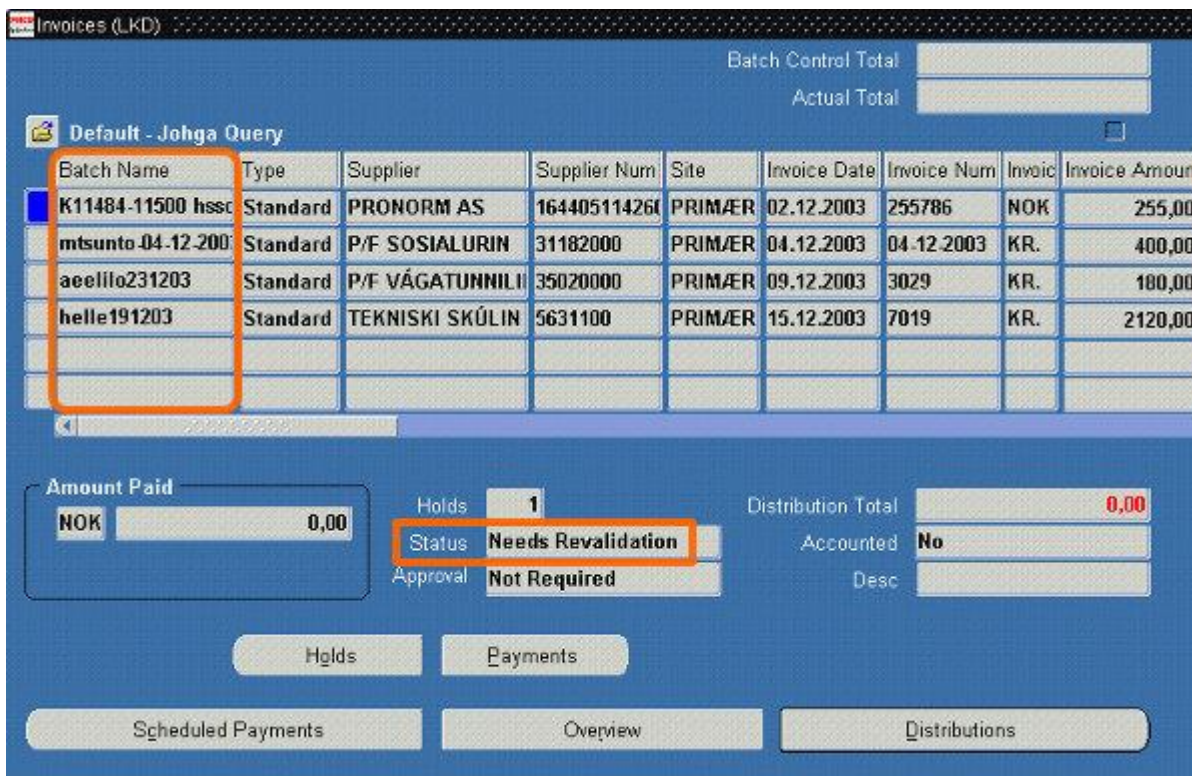 Invoices (LKD)
Batch Control Total
Actual Total
Default - Johga Query
Batch Name Type Supplier Supplier Num Site Invoice Date Invoice Num Invoic Invoice Amoun
K11484-11500 hssc Standard PRONORM AS 1644051142 PRIMÆR 02.12.2003 255786 NOK 255,00
mtsunto-04-12-200 Standard P/F SOSIALURIN 31182000 PRIMÆR 04.12.2003 04-12-2003 KR. 400,00
aeelilo231203 Standard P/F VÁGATUNNILI 35020000 PRIMÆR 09.12.2003 3029 KR. 180,00
helle191203 Standard TEKNISKI SKÚLIN 5631100 PRIMÆR 15.12.2003 7019 KR. 2120,00
Amount Paid
NOK 0,00
Holds 1
Status Needs Revalidation
Approval Not Required
Distribution Total 0,00
Accounted No
Desc
Holds Payments
Scheduled Payments Overview Distributions